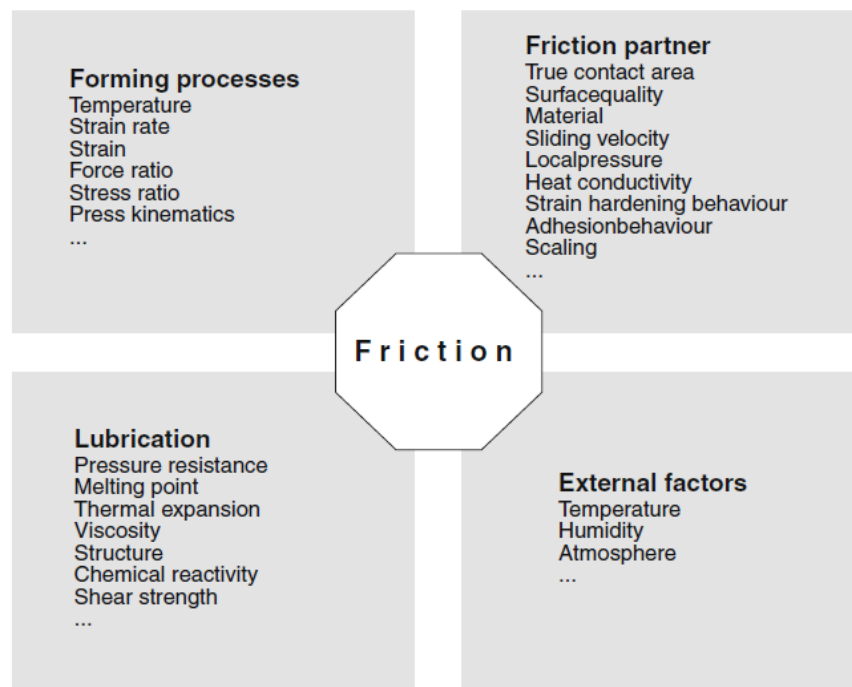 Forming processes
Temperature
Strain rate
Strain
Force ratio
Stress ratio
Press kinematics
...
Friction partner
True contact area
Surfacequality
Material
Sliding velocity
Localpressure
Heat conductivity
Strain hardening behaviour
Adhesionbehaviour
Scaling
...
Friction
Lubrication
Pressure resistance
Melting point
Thermal expansion
Viscosity
Structure
Chemical reactivity
Shear strength
...
External factors
Temperature
Humidity
Atmosphere
...